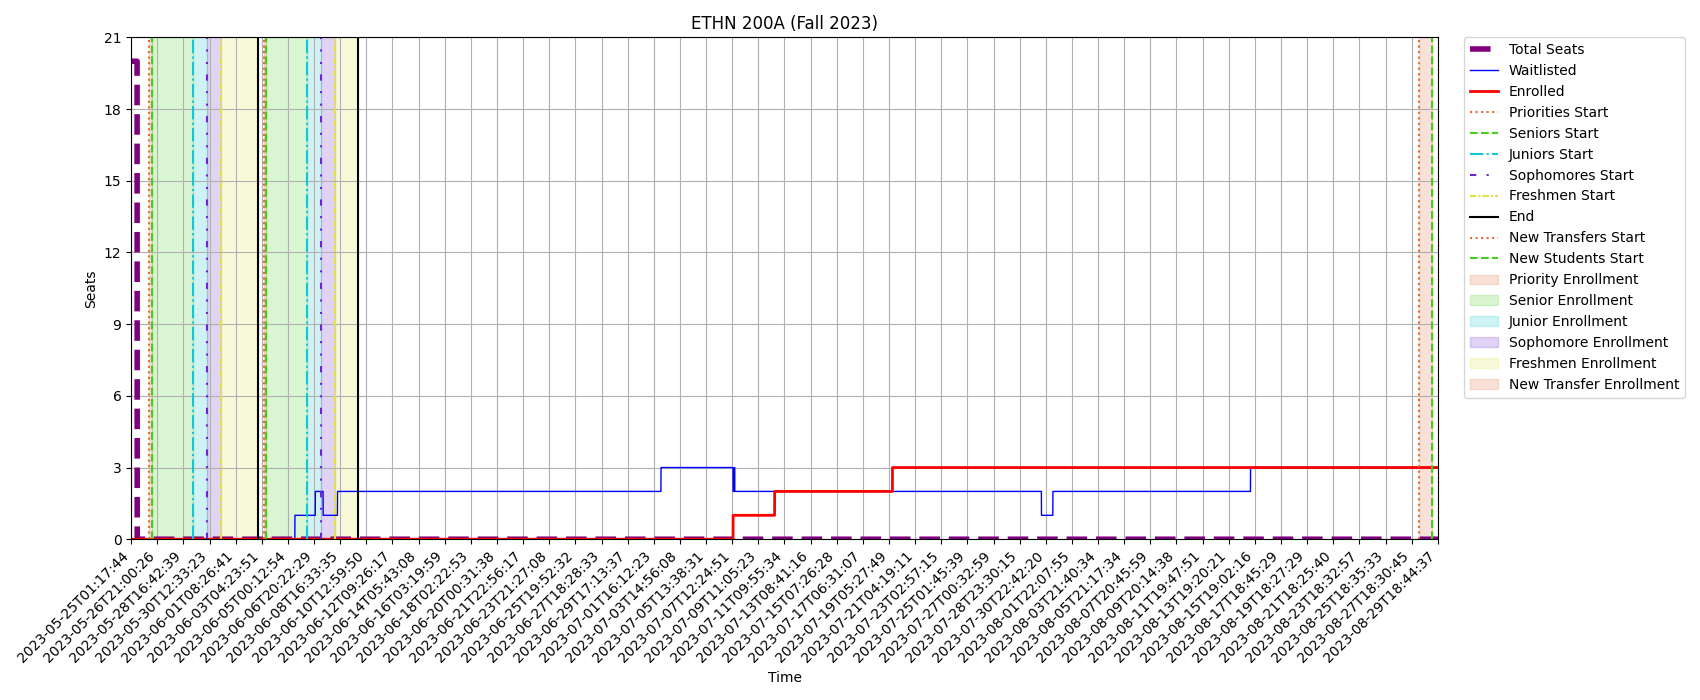 ETHN 200A (Fall 2023)
21
18
15
12
9
6
3
0
Seats
2023-05-25T01:17:44
2023-05-26T21:00:26
2023-05-28T16:42:39
2023-05-30T12:33:23
2023-06-01T08:26:41
2023-06-03T04:23:51
2023-06-05T00:12:54
2023-06-06T20:22:29
2023-06-08T16:33:35
2023-06-10T12:59:50
2023-06-12T09:26:17
2023-06-14T05:43:08
2023-06-16T03:19:59
2023-06-18T02:22:53
2023-06-20T00:31:38
2023-06-21T22:56:17
2023-06-23T21:27:08
2023-06-25T19:52:32
2023-06-27T18:28:33
2023-06-29T17:13:37
2023-07-01T16:12:23
2023-07-03T14:56:08
2023-07-05T13:38:31
2023-07-07T12:24:51
2023-07-09T11:05:23
2023-07-11T09:55:34
2023-07-13T08:41:16
2023-07-15T07:26:28
2023-07-17T06:31:07
2023-07-19T05:27:49
2023-07-21T04:19:11
2023-07-23T02:57:15
2023-07-25T01:45:39
2023-07-27T00:32:59
2023-07-28T23:30:15
2023-07-30T22:42:20
2023-08-01T22:07:55
2023-08-03T21:40:34
2023-08-05T21:17:34
2023-08-07T20:45:59
2023-08-09T20:14:38
2023-08-11T19:47:51
2023-08-13T19:20:21
2023-08-15T19:02:16
2023-08-17T18:45:29
2023-08-19T18:27:29
2023-08-21T18:25:40
2023-08-23T18:32:57
2023-08-25T18:35:33
2023-08-27T18:30:45
2023-08-29T18:44:37
Time
Total Seats
Waitlisted
Enrolled
Priorities Start
Seniors Start
Juniors Start
Sophomores Start
Freshmen Start
End
New Transfers Start
New Students Start
Priority Enrollment
Senior Enrollment
Junior Enrollment
Sophomore Enrollment
Freshmen Enrollment
New Transfer Enrollment